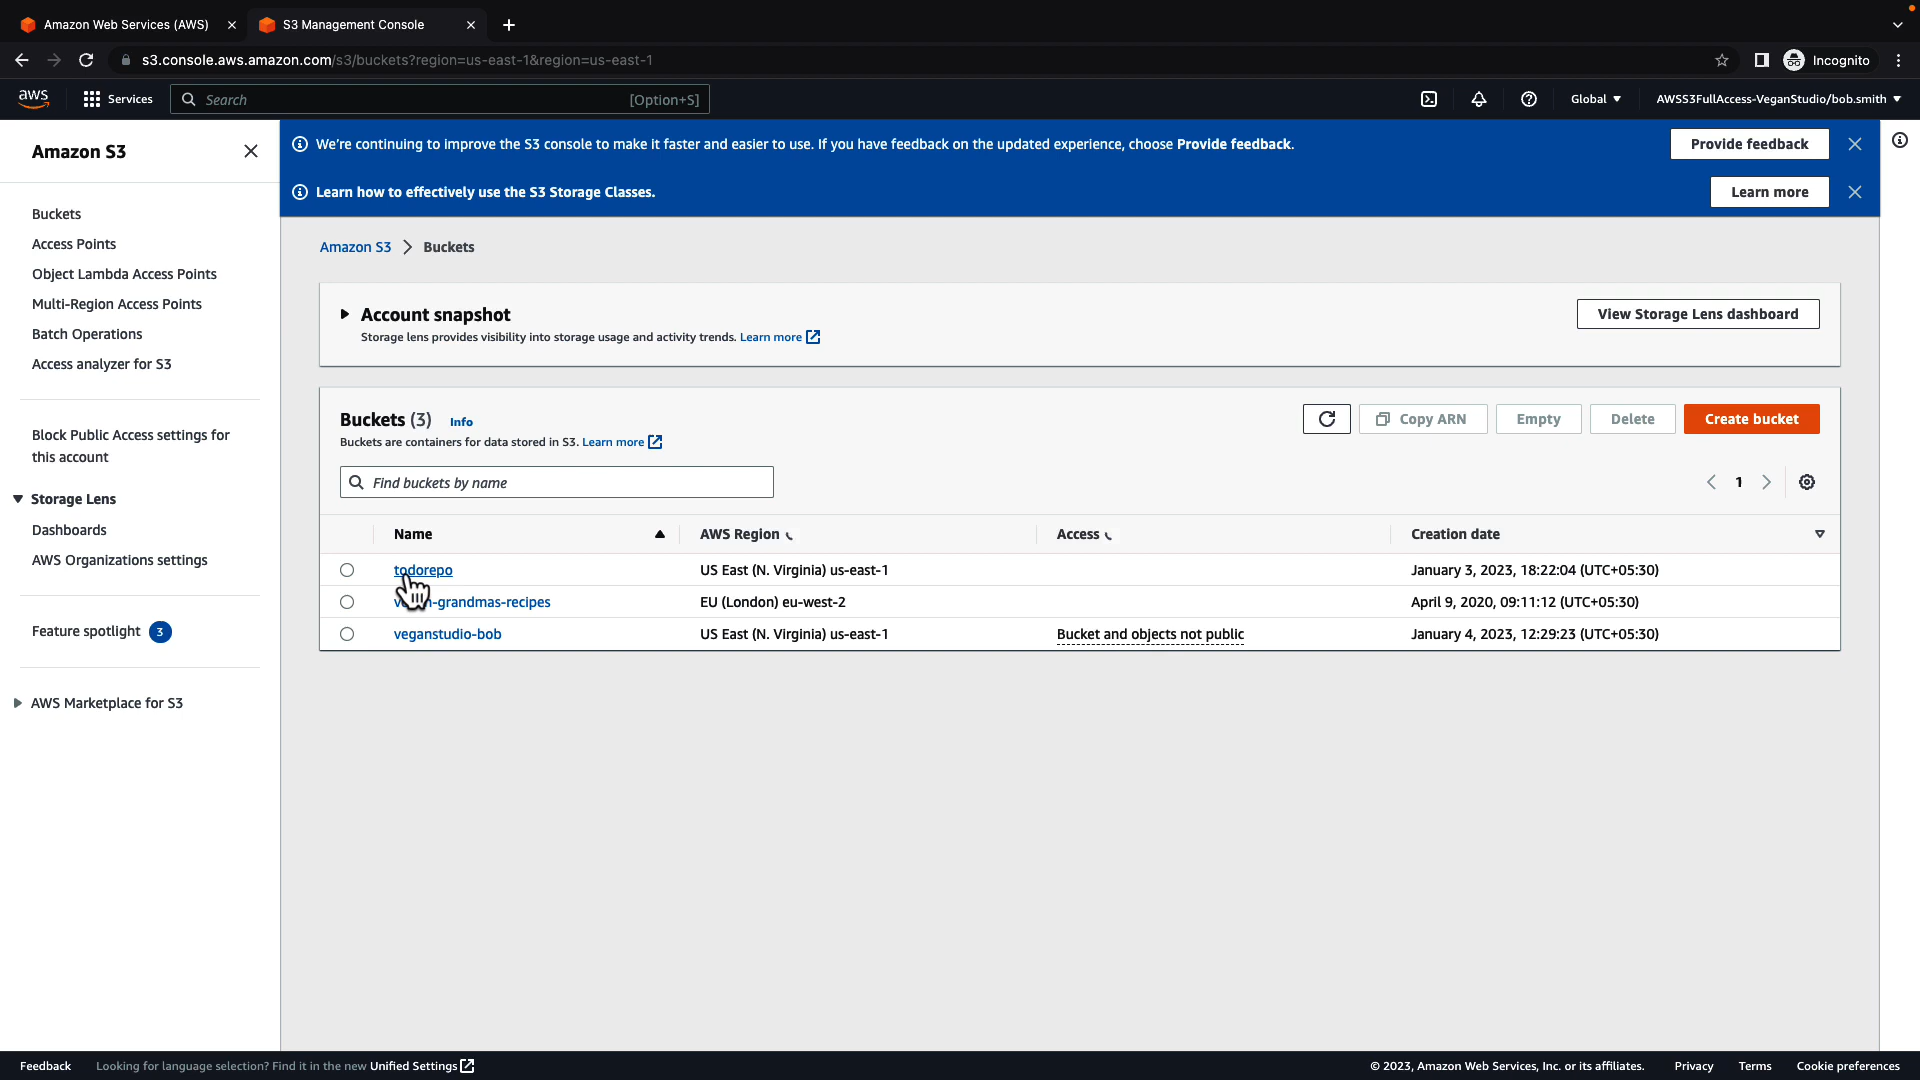 Amazon Web Services (AWS)
S3 Management Console
s3.console.aws.amazon.com/s3/buckets?region=us-east-1&region=us-east-1
Incognito
aws
Services
Search
[Option+S]
Global
AWSS3FullAccess-VeganStudio/bob.smith
Amazon S3
We're continuing to improve the S3 console to make it faster and easier to use. If you have feedback on the updated experience, choose Provide feedback.
Provide feedback
Learn how to effectively use the S3 Storage Classes.
Learn more
Buckets
Access Points
Object Lambda Access Points
Multi-Region Access Points
Batch Operations
Access analyzer for S3
Block Public Access settings for
this account
Storage Lens
Dashboards
AWS Organizations settings
Feature spotlight 3
AWS Marketplace for S3
Amazon S3 > Buckets
Account snapshot
Storage lens provides visibility into storage usage and activity trends. Learn more
View Storage Lens dashboard
Buckets (3) Info
Buckets are containers for data stored in S3. Learn more
Copy ARN
Empty
Delete
Create bucket
Find buckets by name
1
Name AWS Region Access Creation date
todorepo US East (N. Virginia) us-east-1 January 3, 2023, 18:22:04 (UTC+05:30)
-grandmas-recipes EU (London) eu-west-2 April 9, 2020, 09:11:12 (UTC+05:30)
veganstudio-bob US East (N. Virginia) us-east-1 Bucket and objects not public January 4, 2023, 12:29:23 (UTC+05:30)
Feedback
Looking for language selection? Find it in the new Unified Settings
© 2023, Amazon Web Services, Inc. or its affiliates.
Privacy
Terms
Cookie preferences